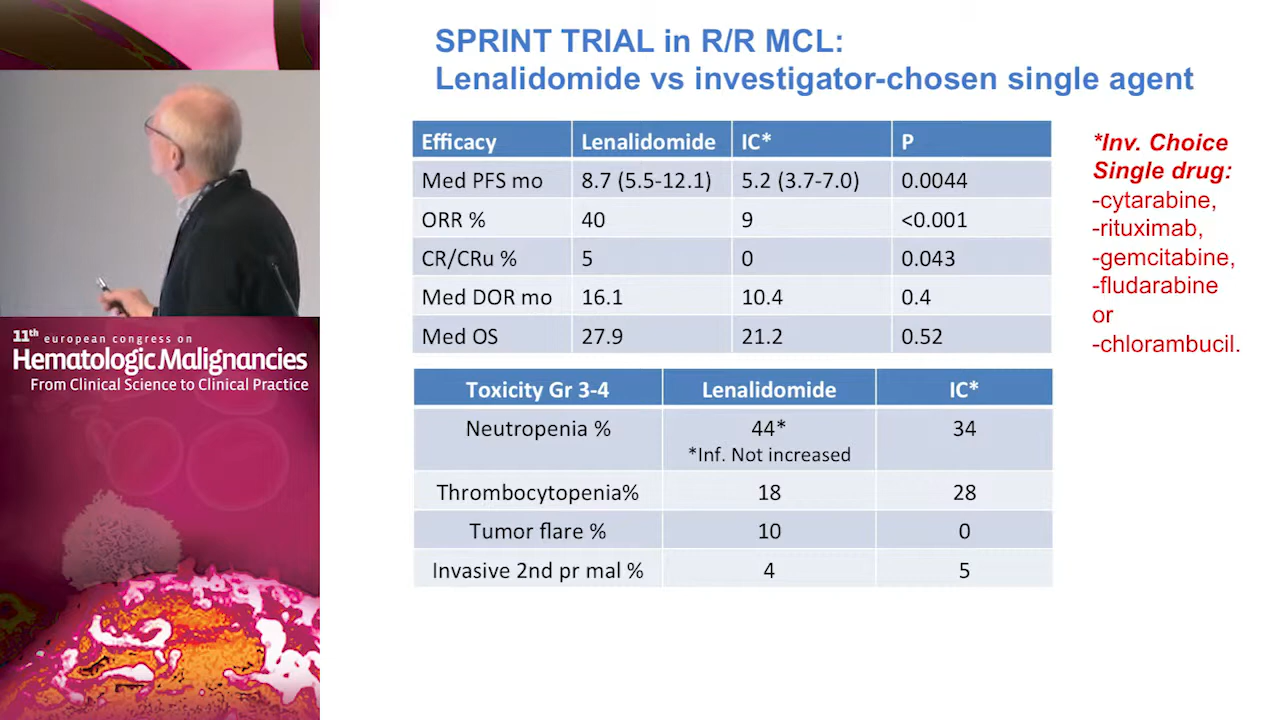 SPRINT TRIAL in R/R MCL:
Lenalidomide vs investigator-chosen single agent
Efficacy Lenalidomide IC* P
Med PFS mo 8.7 (5.5-12.1) 5.2 (3.7-7.0) 0.0044
ORR % 40 9 <0.001
CR/CRu % 5 0 0.043
Med DOR mo 16.1 10.4 0.4
Med OS 27.9 21.2 0.52
*Inv. Choice
Single drug:
-cytarabine,
-rituximab,
-gemcitabine,
-fludarabine
or
-chlorambucil.
Toxicity Gr 3-4 Lenalidomide IC*
Neutropenia % 44* 34
*Inf. Not increased
Thrombocytopenia% 18 28
Tumor flare % 10 0
Invasive 2nd pr mal % 4 5
11th european congress on
Hematologic Malignancies
From Clinical Science to Clinical Practice